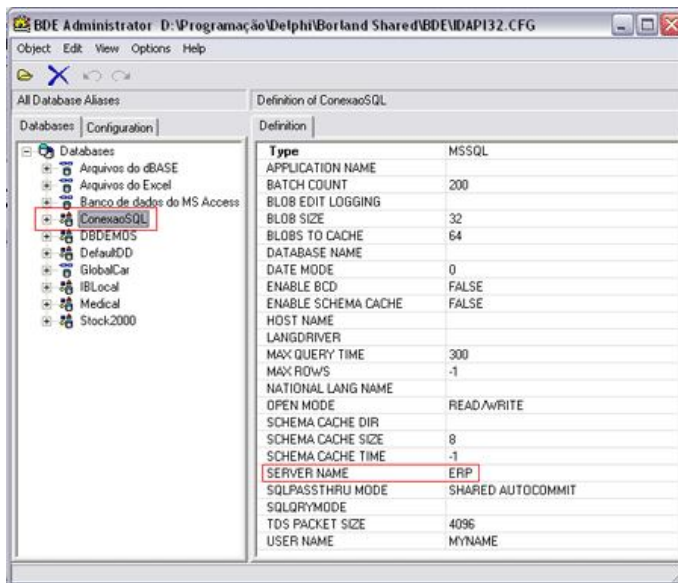 BDE Administrator D:\Programação\Delphi\Borland Shared\BDE\IDAPI32.CFG
Object Edit View Options Help
All Database Aliases
Definition of ConexaoSQL
Databases Configuration
Definition
Databases
Arquivos do dBASE
Arquivos do Excel
Banco de dados do MS Access
ConexaoSQL
DBDEMOS
DefaultDD
GlobalCar
IBLocal
Medical
Stock2000
Type MSSQL
APPLICATION NAME
BATCH COUNT 200
BLOB EDIT LOGGING
BLOB SIZE 32
BLOBS TO CACHE 64
DATABASE NAME
DATE MODE 0
ENABLE BCD FALSE
ENABLE SCHEMA CACHE FALSE
HOST NAME
LANGDRIVER
MAX QUERY TIME 300
MAX ROWS -1
NATIONAL LANG NAME
OPEN MODE READ/WRITE
SCHEMA CACHE DIR
SCHEMA CACHE SIZE 8
SCHEMA CACHE TIME -1
SERVER NAME ERP
SQLPASSTHRU MODE SHARED AUTOCOMMIT
SQLQRYMODE
TDS PACKET SIZE 4096
USER NAME MYNAME